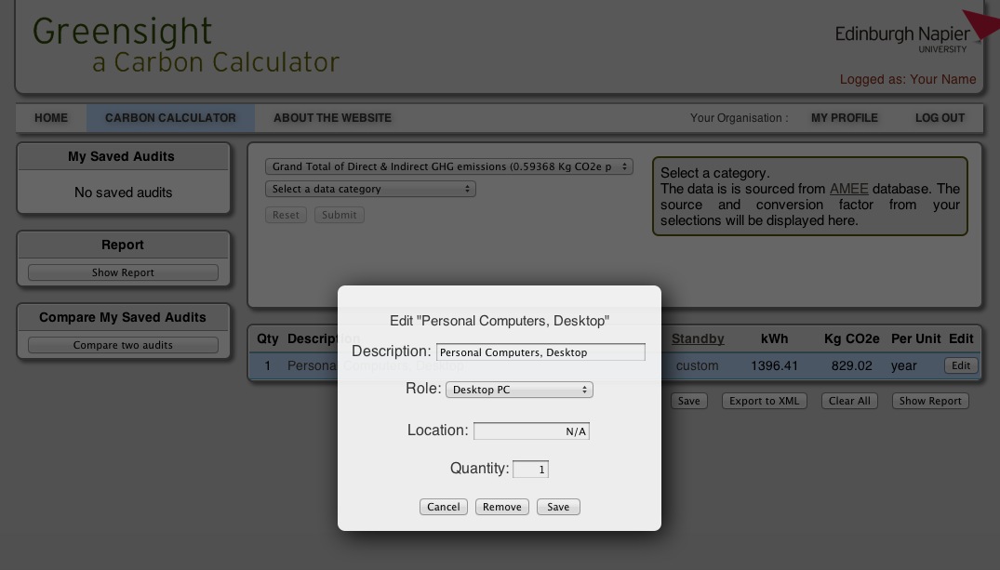 Greensight
a Carbon Calculator
Edinburgh Napier
UNIVERSITY
Logged as: Your Name
HOME CARBON CALCULATOR ABOUT THE WEBSITE Your Organisation : MY PROFILE LOG OUT
My Saved Audits
No saved audits
Report
Show Report
Compare My Saved Audits
Compare two audits
Grand Total of Direct & Indirect GHG emissions (0.59368 Kg CO2e p
Select a data category
Reset Submit
Select a category.
The data is is sourced from AMEE database. The
source and conversion factor from your
selections will be displayed here.
Qty Description Standby kWh Kg CO2e Per Unit Edit
1 Personal Computers, Desktop custom 1396.41 829.02 year Edit
Save Export to XML Clear All Show Report
Edit "Personal Computers, Desktop"
Description: Personal Computers, Desktop
Role: Desktop PC
Location: N/A
Quantity: 1
Cancel Remove Save